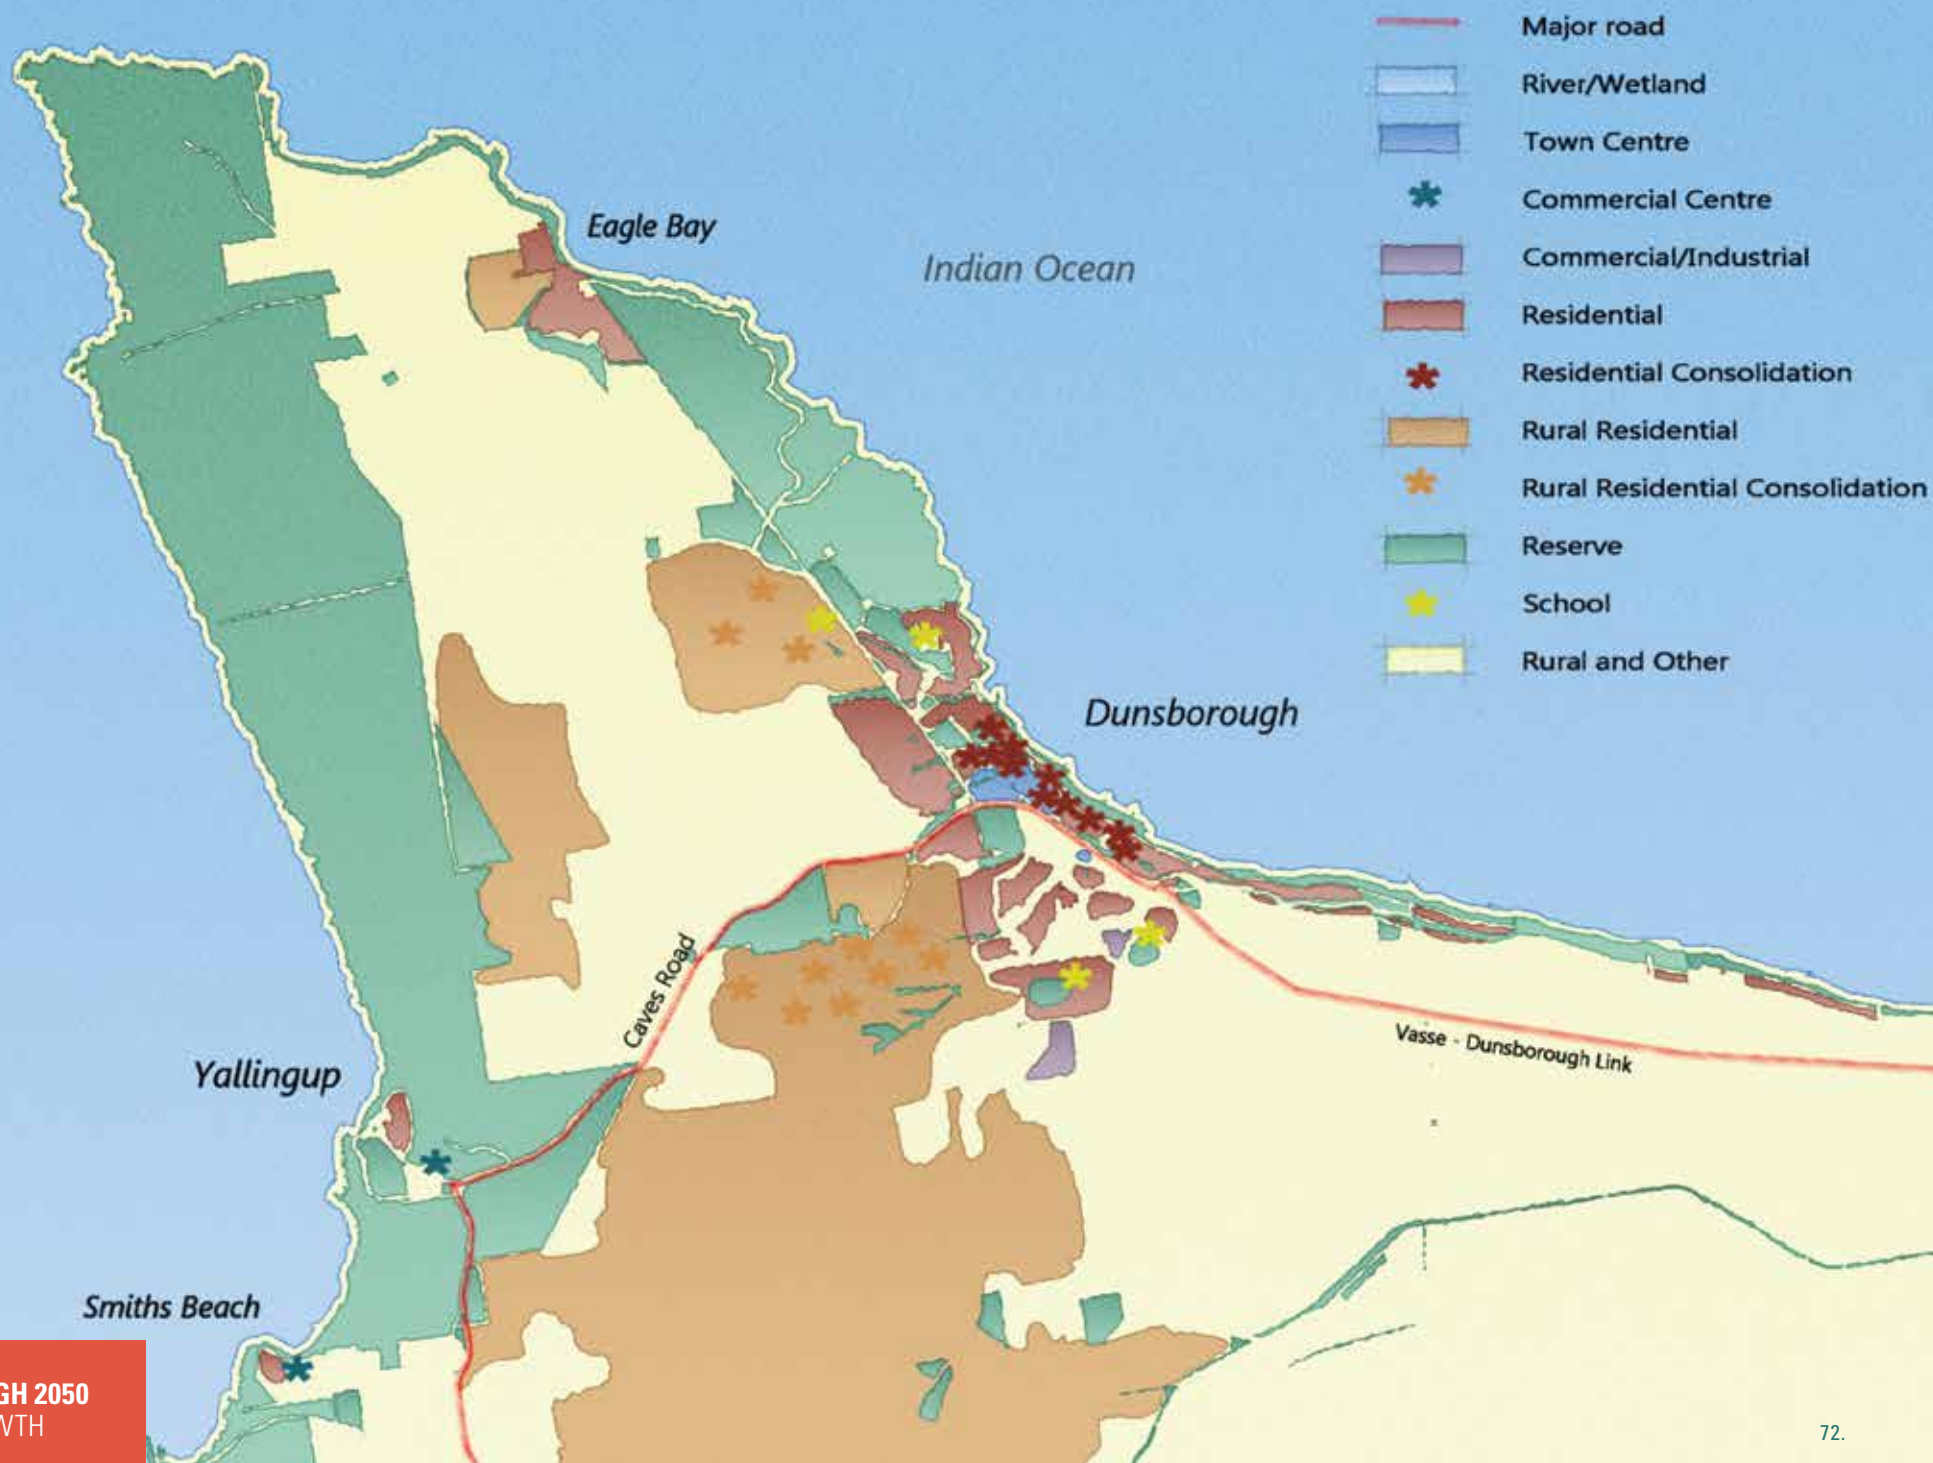 Major road
River/Wetland
Town Centre
Commercial Centre
Commercial/Industrial
Residential
Residential Consolidation
Rural Residential
Rural Residential Consolidation
Reserve
School
Rural and Other
Eagle Bay
Indian Ocean
Dunsborough
Caves Road
Vasse - Dunsborough Link
Yallingup
Smiths Beach
GH 2050
WTH
72.